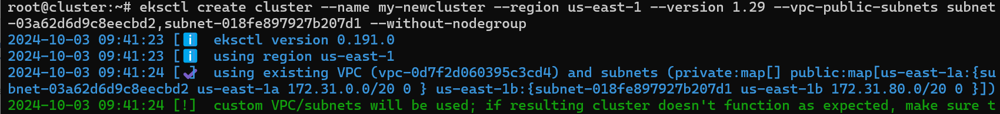 root@cluster:~# eksctl create cluster --name my-newcluster --region us-east-1 --version 1.29 --vpc-public-subnets subnet
-03a62d6d9c8eecbd2,subnet-018fe897927b207d1 --without-nodegroup
2024-10-03 09:41:23 [ℹ]  eksctl version 0.191.0
2024-10-03 09:41:23 [ℹ]  using region us-east-1
2024-10-03 09:41:24 [✔]  using existing VPC (vpc-0d7f2d060395c3cd4) and subnets (private:map[] public:map[us-east-1a:{su
bnet-03a62d6d9c8eecbd2 us-east-1a 172.31.0.0/20 0 } us-east-1b:{subnet-018fe897927b207d1 us-east-1b 172.31.80.0/20 0 }])
2024-10-03 09:41:24 [!]  custom VPC/subnets will be used; if resulting cluster doesn't function as expected, make sure t